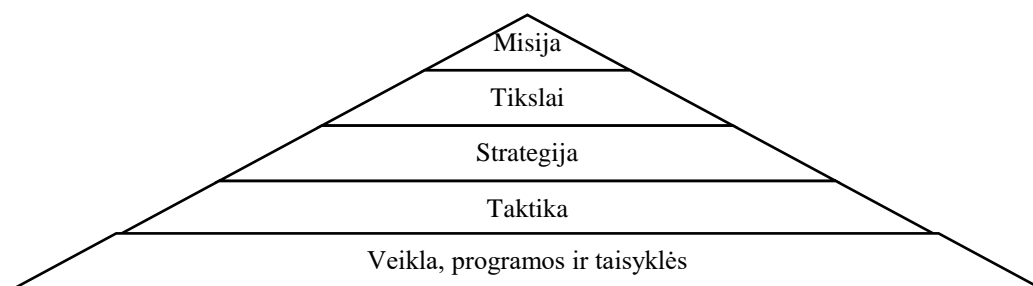 Misija
Tikslai
Strategija
Taktika
Veikla, programos ir taisyklės